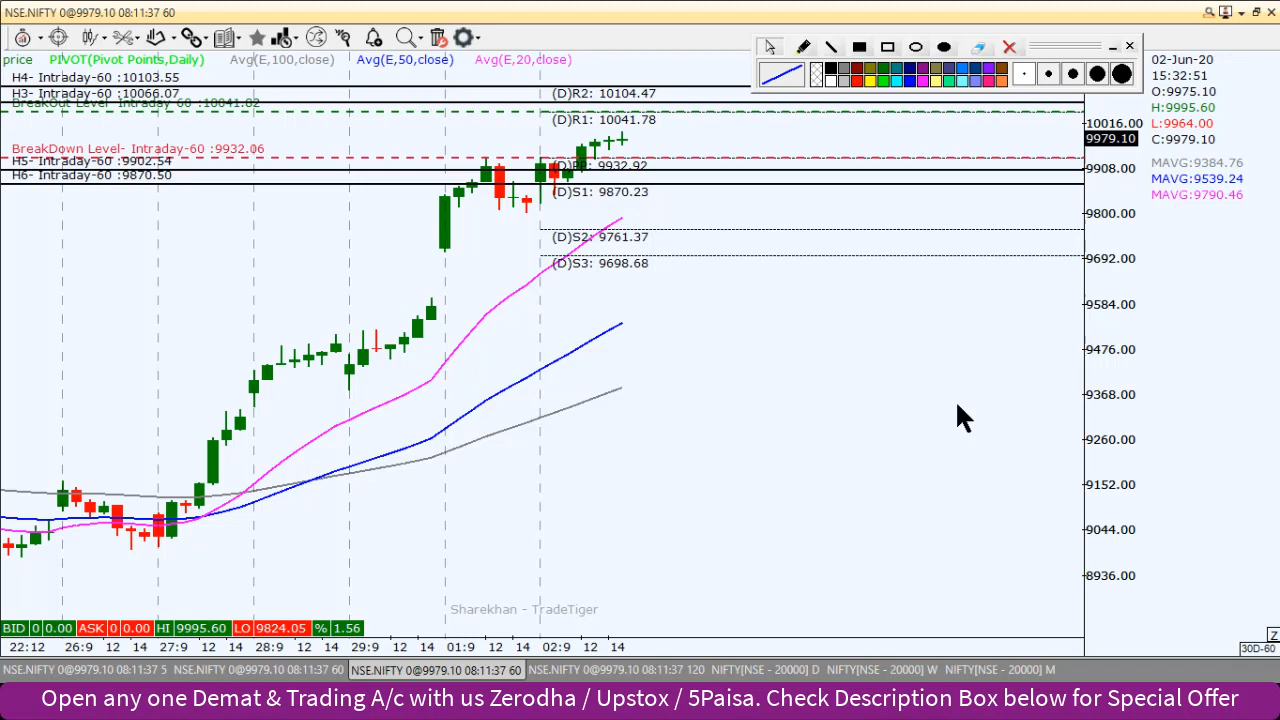 NSE.NIFTY 0@9979.10 08:11:37 60
price PIVOT(Pivot Points,Daily) Avg(E,100,close) Avg(E,50,close) Avg(E,20,close)
H4- Intraday-60 :10103.55
H3- Intraday-60 :10066.07
BreakOut Level- Intraday-60 :10041.02
BreakDown Level- Intraday-60 :9932.06
H5- Intraday-60 :9902.54
H6- Intraday-60 :9870.50
(D)R2: 10104.47
(D)R1: 10041.78
(D)PP: 9932.92
(D)S1: 9870.23
(D)S2: 9761.37
(D)S3: 9698.68
10016.00
9979.10
9908.00
9800.00
9692.00
9584.00
9476.00
9368.00
9260.00
9152.00
9044.00
8936.00
02-Jun-20
15:32:51
O:9975.10
H:9995.60
L:9964.00
C:9979.10
MAVG:9384.76
MAVG:9539.24
MAVG:9790.46
Sharekhan - TradeTiger
BID 0 0.00 ASK 0 0.00 HI 9995.60 LO 9824.05 % 1.56
22:12 26:9 12 14 27:9 12 14 28:9 12 14 29:9 12 14 01:9 12 14 02:9 12 14
Z
30D-60
NSE.NIFTY 0@9979.10 08:11:37 5 NSE.NIFTY 0@9979.10 08:11:37 60 NSE.NIFTY 0@9979.10 08:11:37 60 NSE.NIFTY 0@9979.10 08:11:37 120 NIFTY[NSE - 20000] D NIFTY[NSE - 20000] W NIFTY[NSE - 20000] M
Open any one Demat & Trading A/c with us Zerodha / Upstox / 5Paisa. Check Description Box below for Special Offer